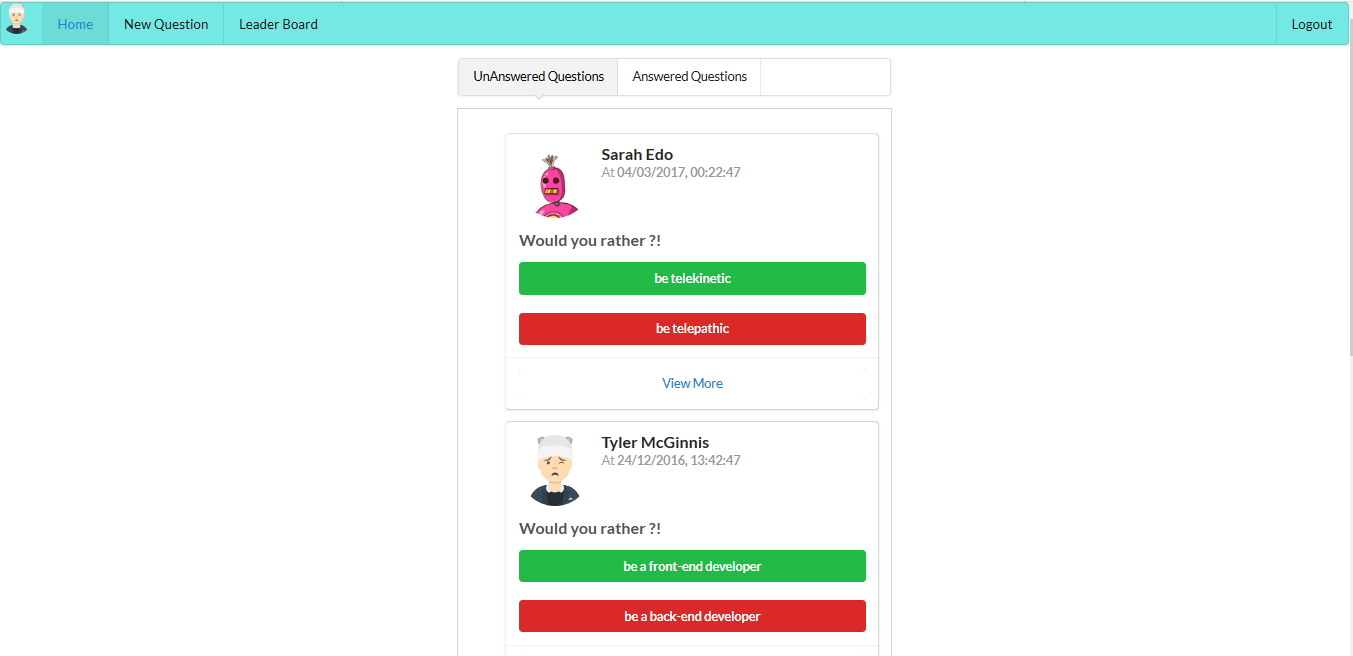 Home New Question Leader Board Logout
UnAnswered Questions Answered Questions
Sarah Edo
At 04/03/2017, 00:22:47
Would you rather ?!
be telekinetic
be telepathic
View More
Tyler McGinnis
At 24/12/2016, 13:42:47
Would you rather ?!
be a front-end developer
be a back-end developer